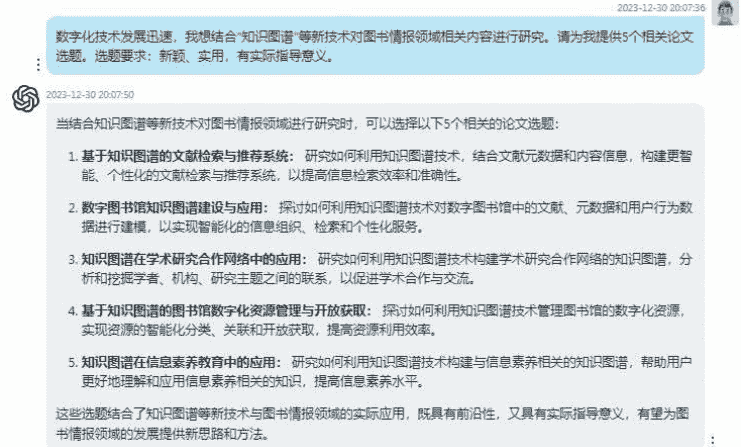 2023-12-30 20:07:36
数字化技术发展迅速，我想结合“知识图谱”等新技术对图书情报领域相关内容进行研究。请为我提供5个相关论文
选题。选题要求：新颖、实用，有实际指导意义。
2023-12-30 20:07:50
当结合知识图谱等新技术对图书情报领域进行研究时，可以选择以下5个相关的论文选题：
1. 基于知识图谱的文献检索与推荐系统： 研究如何利用知识图谱技术，结合文献元数据和内容信息，构建更智
能、个性化的文献检索与推荐系统，以提高信息检索效率和准确性。
2. 数字图书馆知识图谱建设与应用： 探讨如何利用知识图谱技术对数字图书馆中的文献、元数据和用户行为数
据进行建模，以实现智能化的信息组织、检索和个性化服务。
3. 知识图谱在学术研究合作网络中的应用： 研究如何利用知识图谱技术构建学术研究合作网络的知识图谱，分
析和挖掘学者、机构、研究主题之间的联系，以促进学术合作与交流。
4. 基于知识图谱的图书馆数字化资源管理与开放获取： 探讨如何利用知识图谱技术管理图书馆的数字化资源，
实现资源的智能化分类、关联和开放获取，提高资源利用效率。
5. 知识图谱在信息素养教育中的应用： 研究如何利用知识图谱技术构建与信息素养相关的知识图谱，帮助用户
更好地理解和应用信息素养相关的知识，提高信息素养水平。
这些选题结合了知识图谱等新技术与图书情报领域的实际应用，既具有前沿性，又具有实际指导意义，有望为图
书情报领域的发展提供新思路和方法。